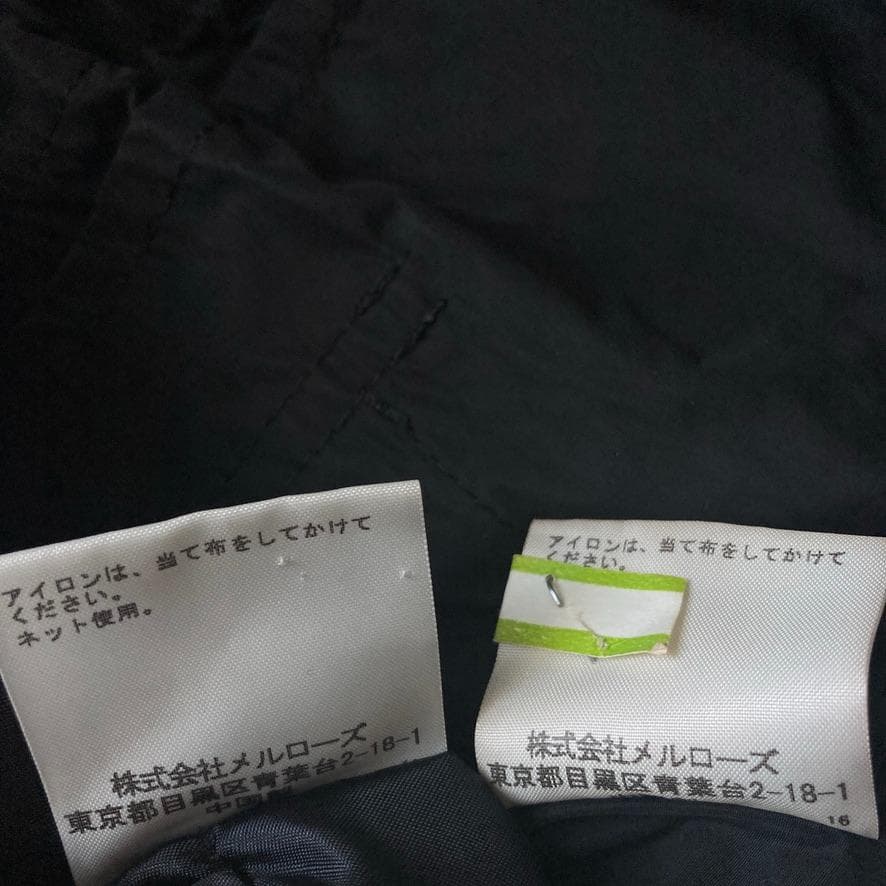 アイロンは、当て布をしてかけて
ください。
ネット使用。
株式会社メルローズ
東京都目黒区青葉台2-18-1
中国製
アイロンは、当て布をしてかけて
ください。
株式会社メルローズ
東京都目黒区青葉台2-18-1
16